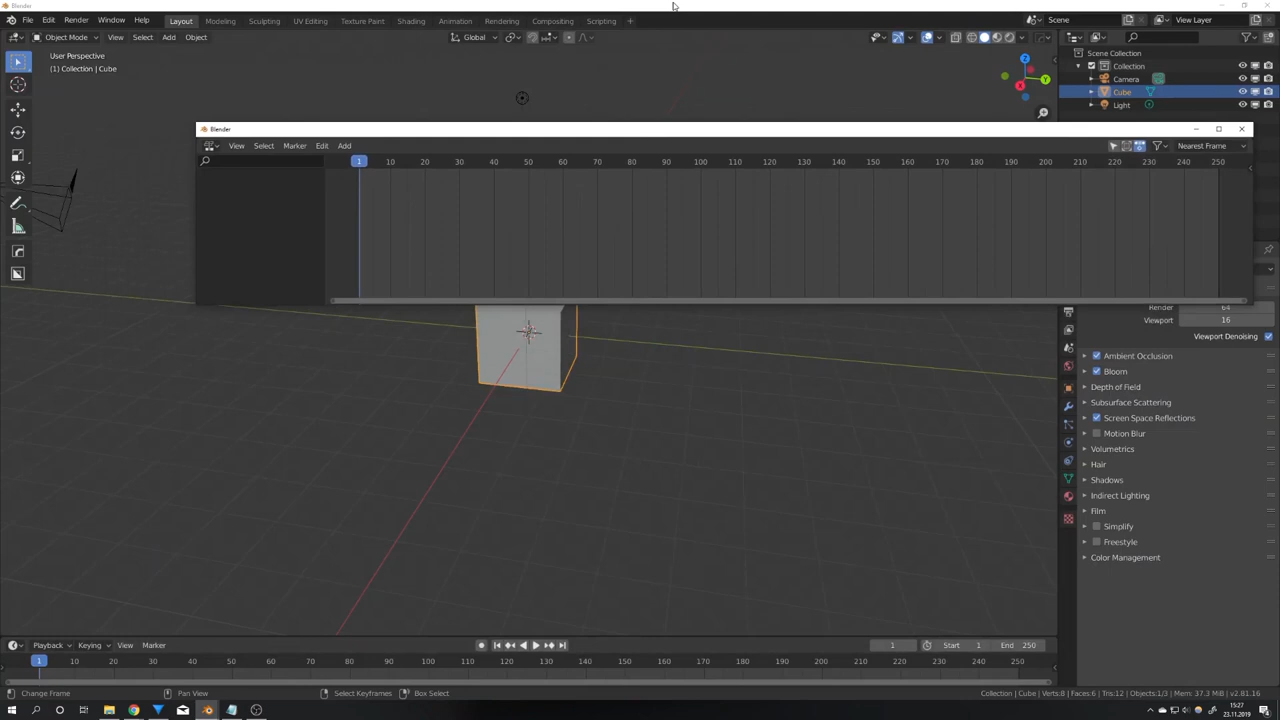 Blender
File Edit Render Window Help Layout Modeling Sculpting UV Editing Texture Paint Shading Animation Rendering Compositing Scripting + Scene View Layer
Object Mode View Select Add Object Global
User Perspective
(1) Collection | Cube
Scene Collection
Collection
Camera
Cube
Light
X
Y
Z
Blender
View Select Marker Edit Add Nearest Frame
1 10 20 30 40 50 60 70 80 90 100 110 120 130 140 150 160 170 180 190 200 210 220 230 240 250
Render 64
Viewport 16
Viewport Denoising
Ambient Occlusion
Bloom
Depth of Field
Subsurface Scattering
Screen Space Reflections
Motion Blur
Volumetrics
Hair
Shadows
Indirect Lighting
Film
Simplify
Freestyle
Color Management
Playback Keying View Marker 1 Start 1 End 250
1 10 20 30 40 50 60 70 80 90 100 110 120 130 140 150 160 170 180 190 200 210 220 230 240 250
Change Frame Pan View Select Keyframes Box Select Collection | Cube | Verts:8 | Faces:6 | Tris:12 | Objects:1/3 | Mem: 37.3 MiB | v2.81.16
15:27
23.11.2019